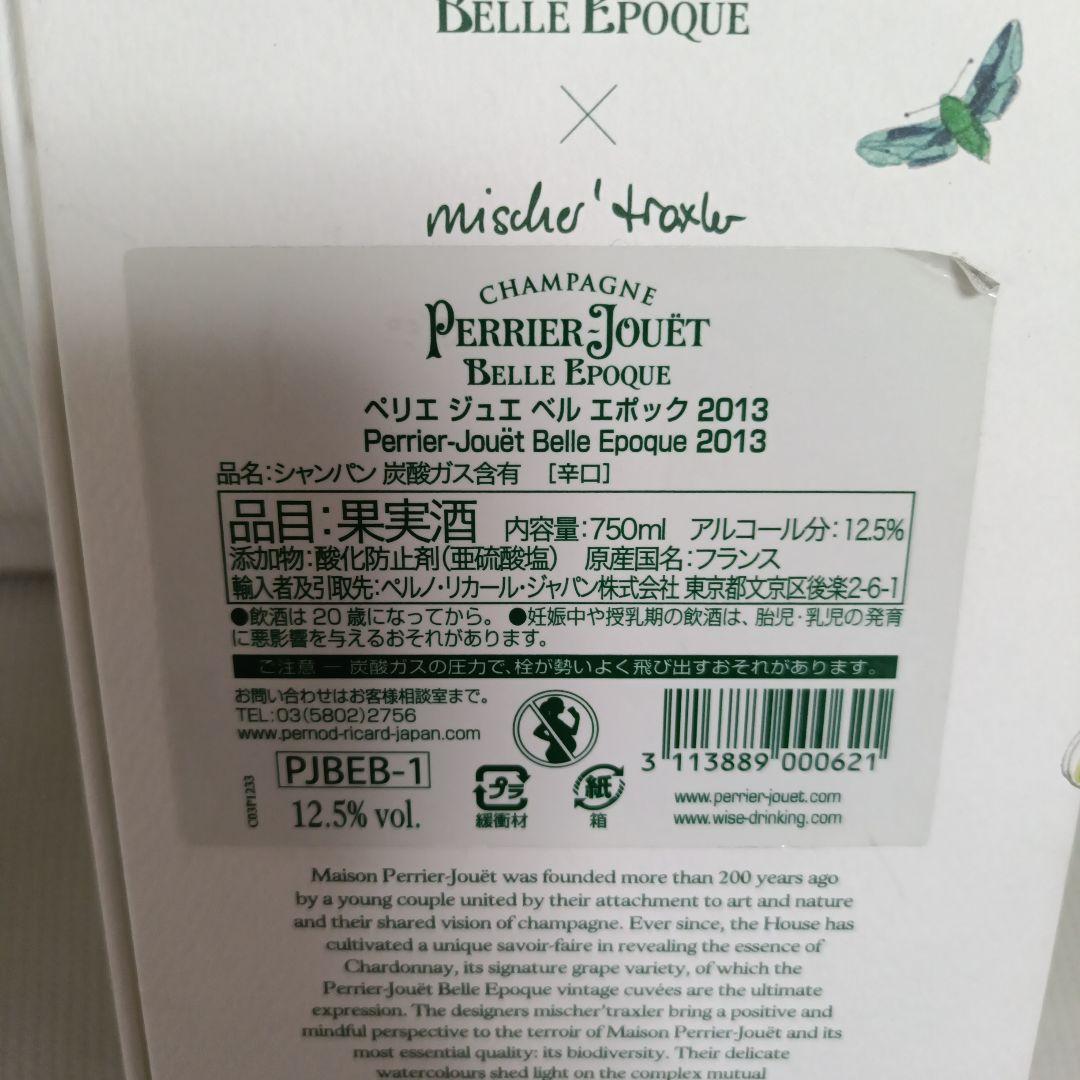 BELLE EPOQUE
×
mischer'traxler
CHAMPAGNE
PERRIER-JOUËT
BELLE EPOQUE
ペリエ ジュエ ベル エポック 2013
Perrier-Jouët Belle Epoque 2013
品名:シャンパン 炭酸ガス含有 [辛口]
品目:果実酒 内容量:750ml アルコール分:12.5%
添加物:酸化防止剤(亜硫酸塩) 原産国名:フランス
輸入者及引取先:ペルノ・リカール・ジャパン株式会社 東京都文京区後楽2-6-1
●飲酒は20歳になってから。 ●妊娠中や授乳期の飲酒は、胎児・乳児の発育
に悪影響を与えるおそれがあります。
ご注意 ― 炭酸ガスの圧力で、栓が勢いよく飛び出すおそれがあります。
お問い合わせはお客様相談室まで。
TEL:03(5802)2756
www.pernod-ricard-japan.com
PJBEB-1
12.5% vol.
C03P1233
プラ
緩衝材
紙
箱
3 113889 000621
www.perrier-jouet.com
www.wise-drinking.com
Maison Perrier-Jouët was founded more than 200 years ago
by a young couple united by their attachment to art and nature
and their shared vision of champagne. Ever since, the House has
cultivated a unique savoir-faire in revealing the essence of
Chardonnay, its signature grape variety, of which the
Perrier-Jouët Belle Epoque vintage cuvées are the ultimate
expression. The designers mischer'traxler bring a positive and
mindful perspective to the terroir of Maison Perrier-Jouët and its
most essential quality: its biodiversity. Their delicate
watercolours shed light on the complex mutual